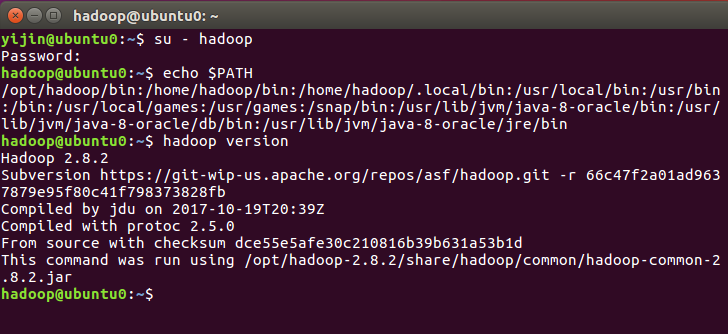 hadoop@ubuntu0: ~
yijin@ubuntu0:~$ su - hadoop
Password:
hadoop@ubuntu0:~$ echo $PATH
/opt/hadoop/bin:/home/hadoop/bin:/home/hadoop/.local/bin:/usr/local/bin:/usr/bin
:/bin:/usr/local/games:/usr/games:/snap/bin:/usr/lib/jvm/java-8-oracle/bin:/usr/
lib/jvm/java-8-oracle/db/bin:/usr/lib/jvm/java-8-oracle/jre/bin
hadoop@ubuntu0:~$ hadoop version
Hadoop 2.8.2
Subversion https://git-wip-us.apache.org/repos/asf/hadoop.git -r 66c47f2a01ad963
7879e95f80c41f798373828fb
Compiled by jdu on 2017-10-19T20:39Z
Compiled with protoc 2.5.0
From source with checksum dce55e5afe30c210816b39b631a53b1d
This command was run using /opt/hadoop-2.8.2/share/hadoop/common/hadoop-common-2
.8.2.jar
hadoop@ubuntu0:~$